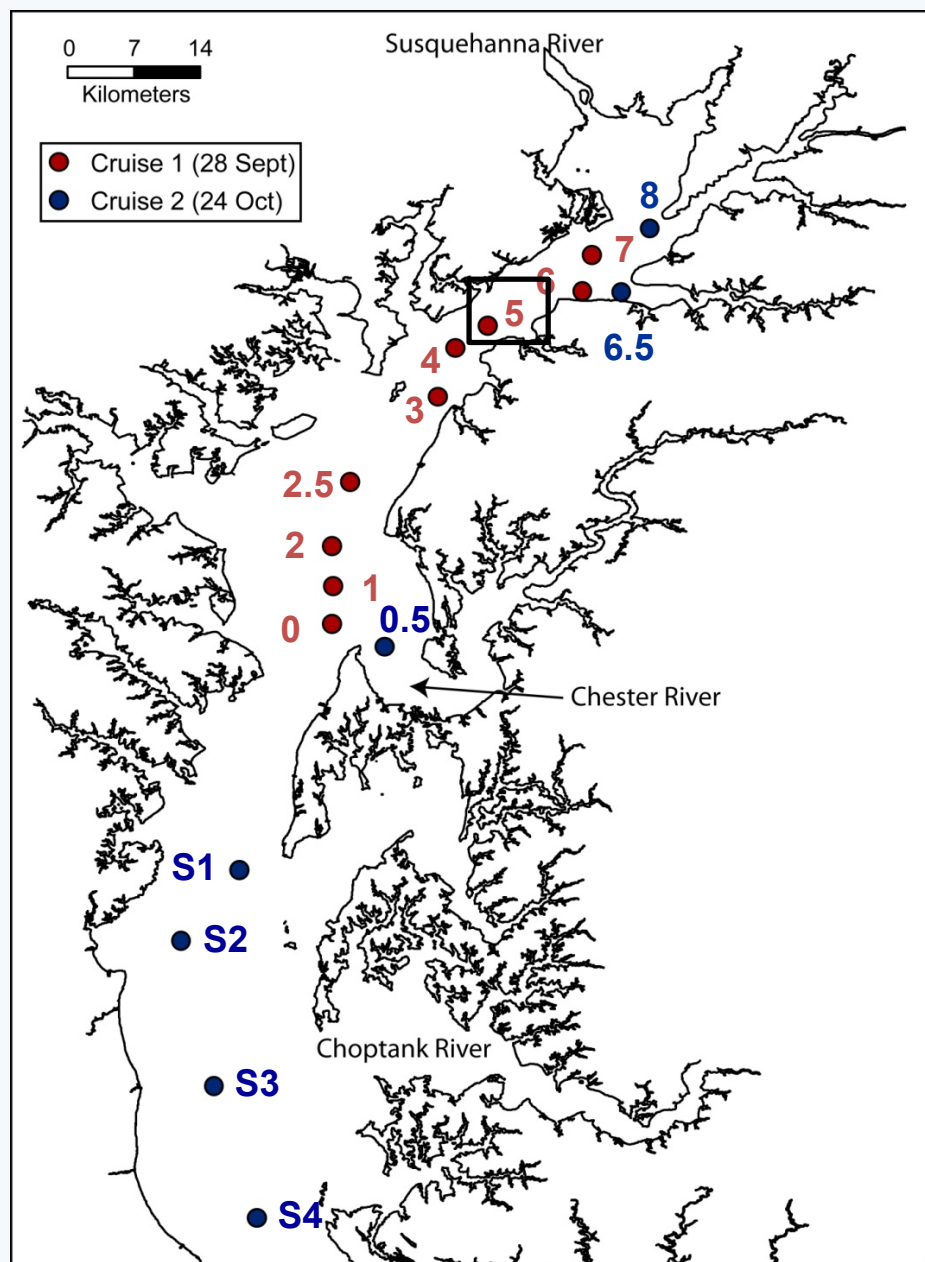 Susquehanna River
0 7 14
Kilometers
Cruise 1 (28 Sept)
Cruise 2 (24 Oct)
8
7
6
5
6.5
4
3
2.5
2
1
0.5
0
Chester River
S1
S2
Choptank River
S3
S4